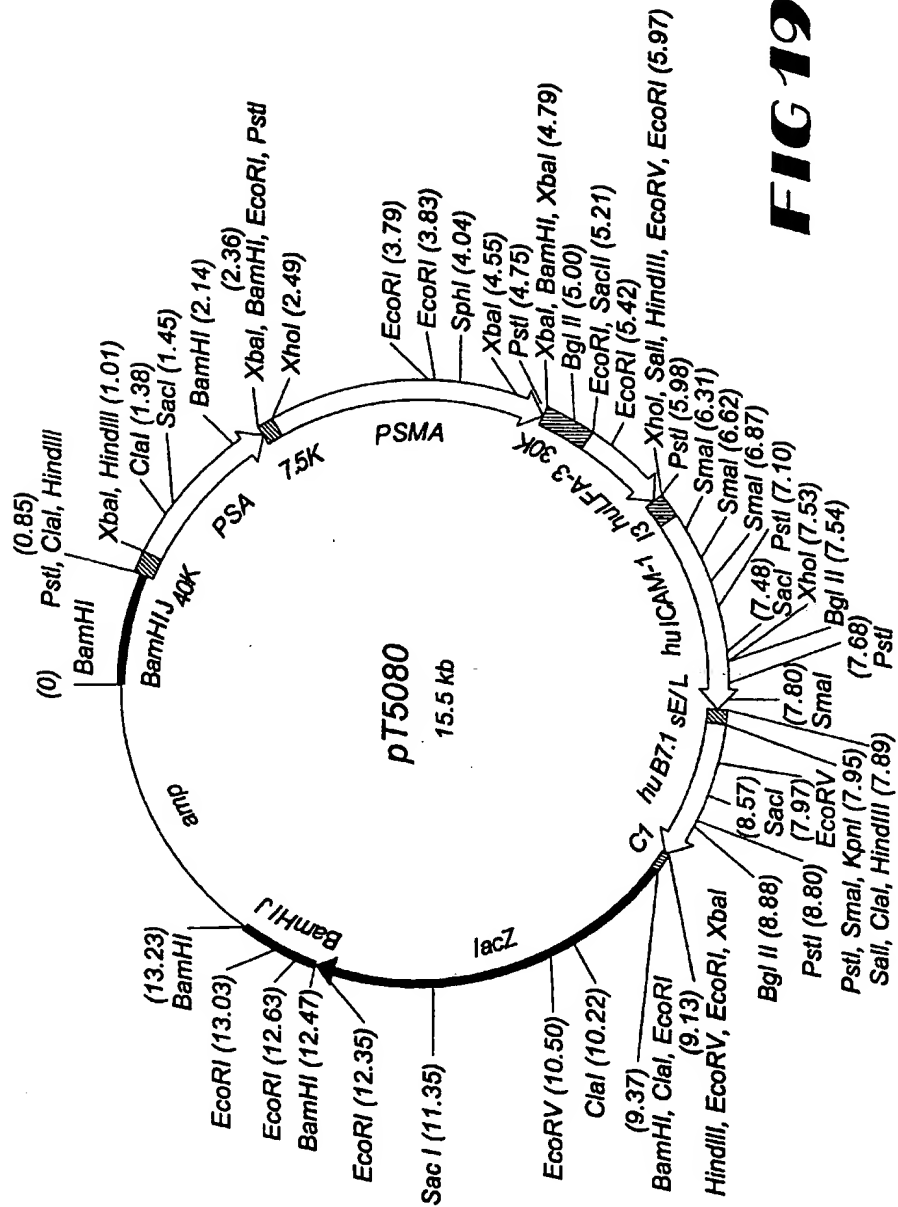 (0)
BamHI
(0.85)
PstI, ClaI, HindIII
XbaI, HindIII (1.01)
ClaI (1.38)
SacI (1.45)
BamHI (2.14)
(2.36)
XbaI, BamHI, EcoRI, PstI
XhoI (2.49)
EcoRI (3.79)
EcoRI (3.83)
SphI (4.04)
XbaI (4.55)
PstI (4.75)
XbaI, BamHI, XbaI (4.79)
Bgl II (5.00)
EcoRI, SacII (5.21)
EcoRI (5.42)
XhoI, SalI, HindIII, EcoRV, EcoRI (5.97)
PstI (5.98)
SmaI (6.31)
SmaI (6.62)
SmaI (6.87)
PstI (7.10)
(7.48)
SacI
XhoI (7.53)
Bgl II (7.54)
(7.68)
PstI
(7.80)
SmaI
SalI, ClaI, HindIII (7.89)
PstI, SmaI, KpnI (7.95)
(7.97)
EcoRV
(8.57)
SacI
PstI (8.80)
Bgl II (8.88)
HindIII, EcoRV, EcoRI, XbaI
(9.13)
(9.37)
BamHI, ClaI, EcoRI
ClaI (10.22)
EcoRV (10.50)
Sac I (11.35)
EcoRI (12.35)
BamHI (12.47)
EcoRI (12.63)
EcoRI (13.03)
(13.23)
BamHI
BamHI J
40K
PSA
7.5K
PSMA
30K
huLFA-3
I3
huICAM-1
sE/L
huB7.1
C1
lacZ
BamHI J
amp
pT5080
15.5 kb
FIG 19